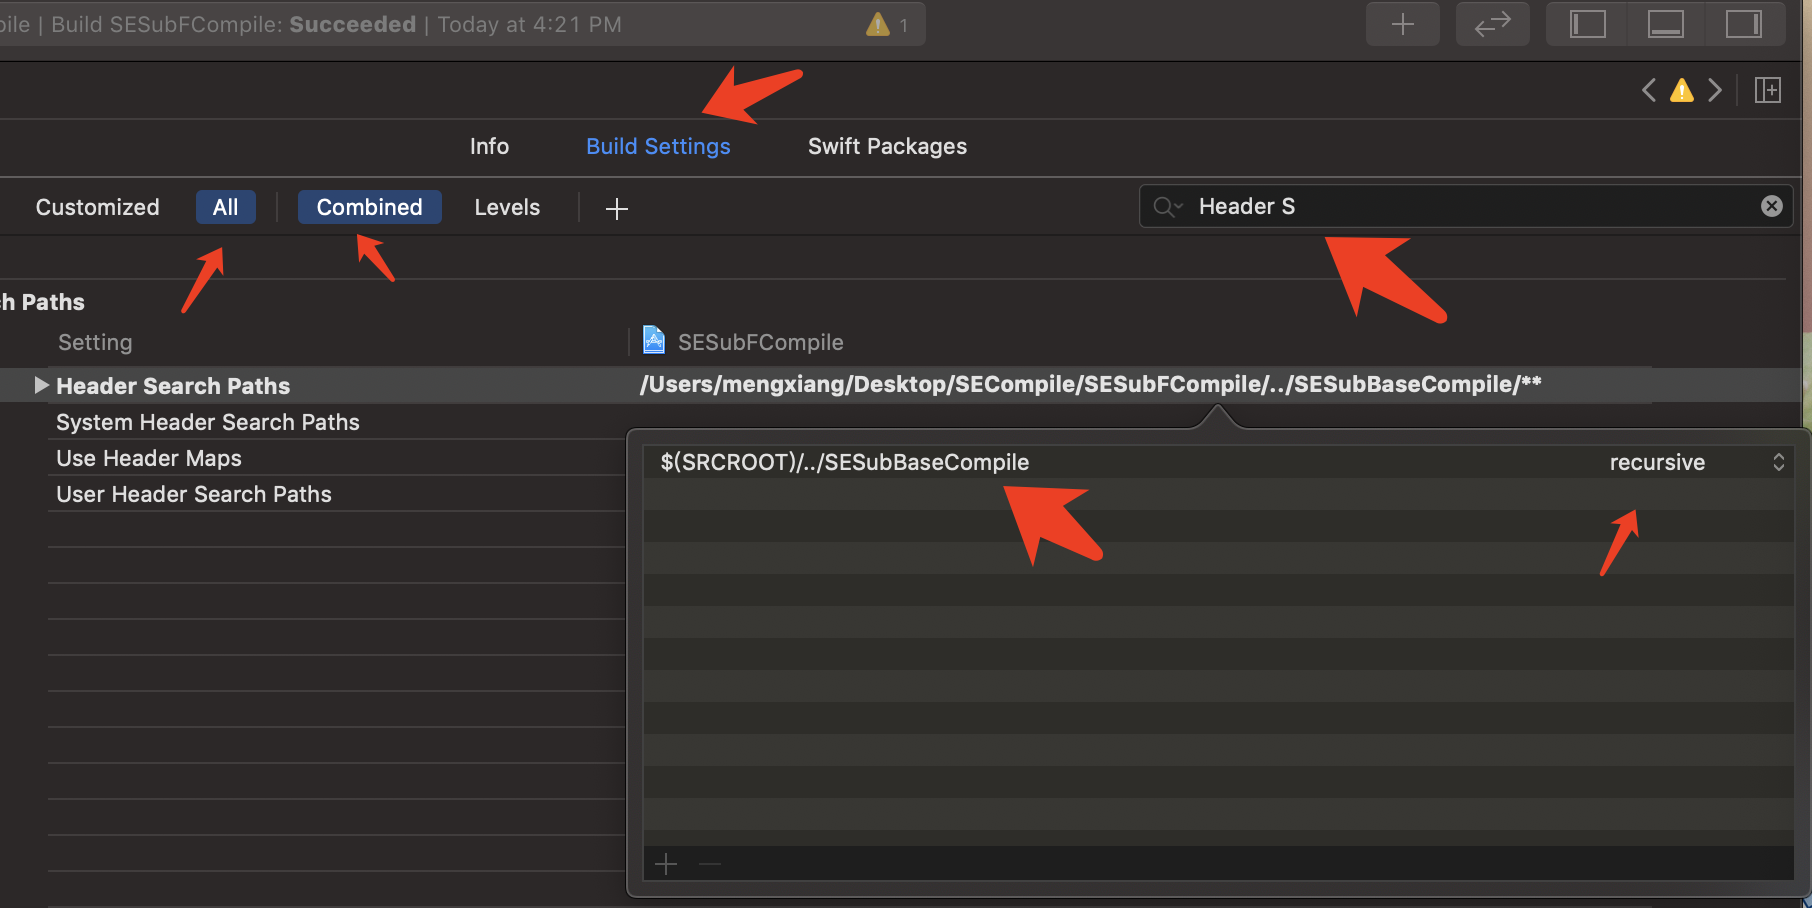 pile | Build SESubFCompile: Succeeded | Today at 4:21 PM 1
Info Build Settings Swift Packages
Customized All Combined Levels Header S
ch Paths
Setting SESubFCompile
Header Search Paths /Users/mengxiang/Desktop/SECompile/SESubFCompile/../SESubBaseCompile/**
System Header Search Paths
$(SRCROOT)/../SESubBaseCompile recursive
Use Header Maps
User Header Search Paths